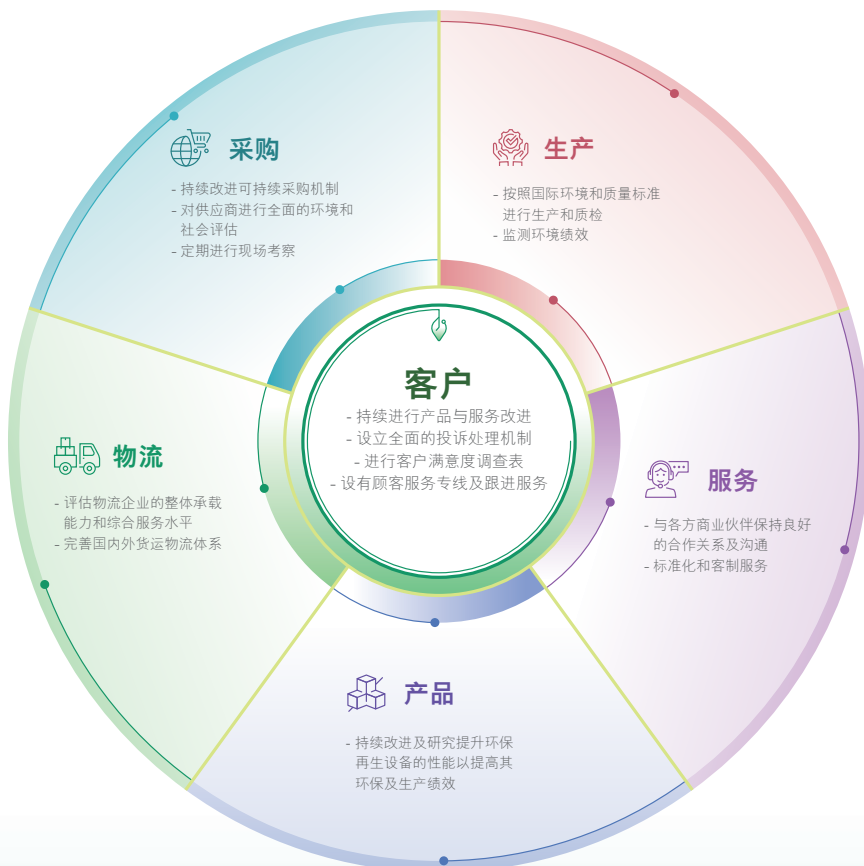 采购
- 持续改进可持续采购机制
- 对供应商进行全面的环境和
社会评估
- 定期进行现场考察
生产
- 按照国际环境和质量标准
进行生产和质检
- 监测环境绩效
客户
- 持续进行产品与服务改进
- 设立全面的投诉处理机制
- 进行客户满意度调查表
- 设有顾客服务专线及跟进服务
物流
- 评估物流企业的整体承载
能力和综合服务水平
- 完善国内外货运物流体系
服务
- 与各方商业伙伴保持良好
的合作关系及沟通
- 标准化和客制服务
产品
- 持续改进及研究提升环保
再生设备的性能以提高其
环保及生产绩效